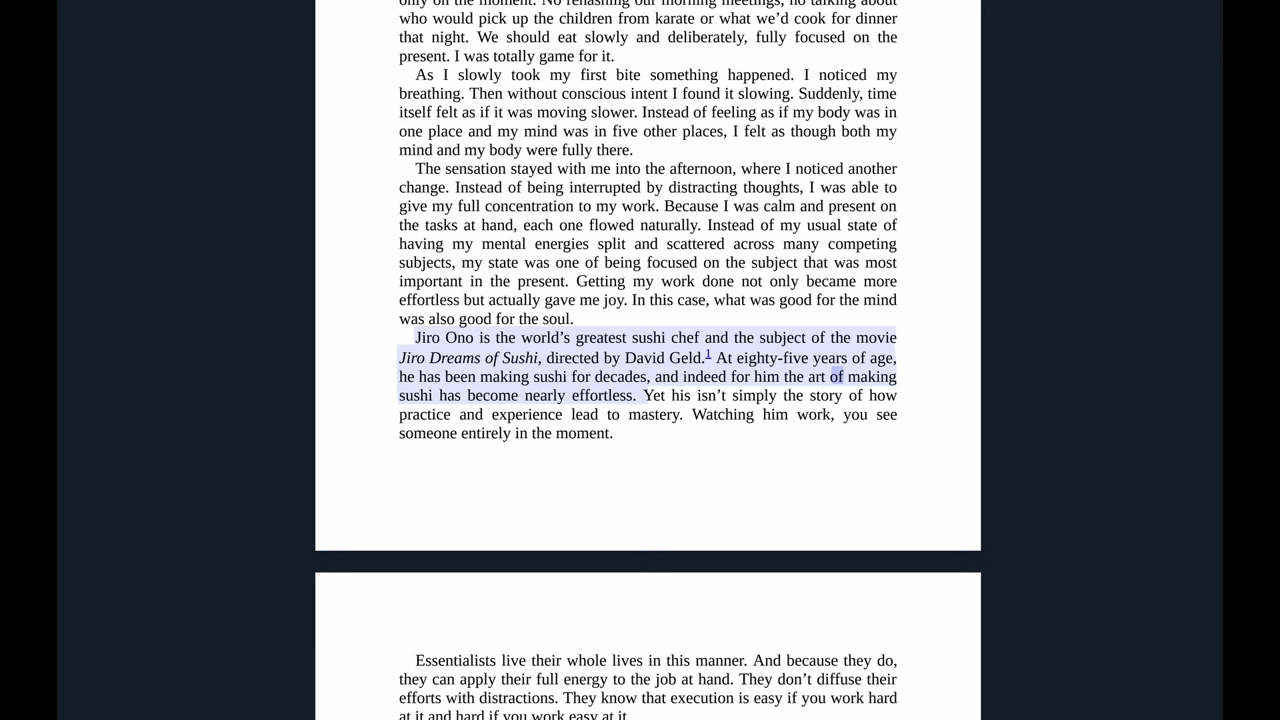 only on the moment. No rehashing our morning meetings, no talking about
who would pick up the children from karate or what we’d cook for dinner
that night. We should eat slowly and deliberately, fully focused on the
present. I was totally game for it.
As I slowly took my first bite something happened. I noticed my
breathing. Then without conscious intent I found it slowing. Suddenly, time
itself felt as if it was moving slower. Instead of feeling as if my body was in
one place and my mind was in five other places, I felt as though both my
mind and my body were fully there.
The sensation stayed with me into the afternoon, where I noticed another
change. Instead of being interrupted by distracting thoughts, I was able to
give my full concentration to my work. Because I was calm and present on
the tasks at hand, each one flowed naturally. Instead of my usual state of
having my mental energies split and scattered across many competing
subjects, my state was one of being focused on the subject that was most
important in the present. Getting my work done not only became more
effortless but actually gave me joy. In this case, what was good for the mind
was also good for the soul.
Jiro Ono is the world’s greatest sushi chef and the subject of the movie
Jiro Dreams of Sushi, directed by David Geld.1 At eighty-five years of age,
he has been making sushi for decades, and indeed for him the art of making
sushi has become nearly effortless. Yet his isn’t simply the story of how
practice and experience lead to mastery. Watching him work, you see
someone entirely in the moment.
Essentialists live their whole lives in this manner. And because they do,
they can apply their full energy to the job at hand. They don’t diffuse their
efforts with distractions. They know that execution is easy if you work hard
at it and hard if you work easy at it.